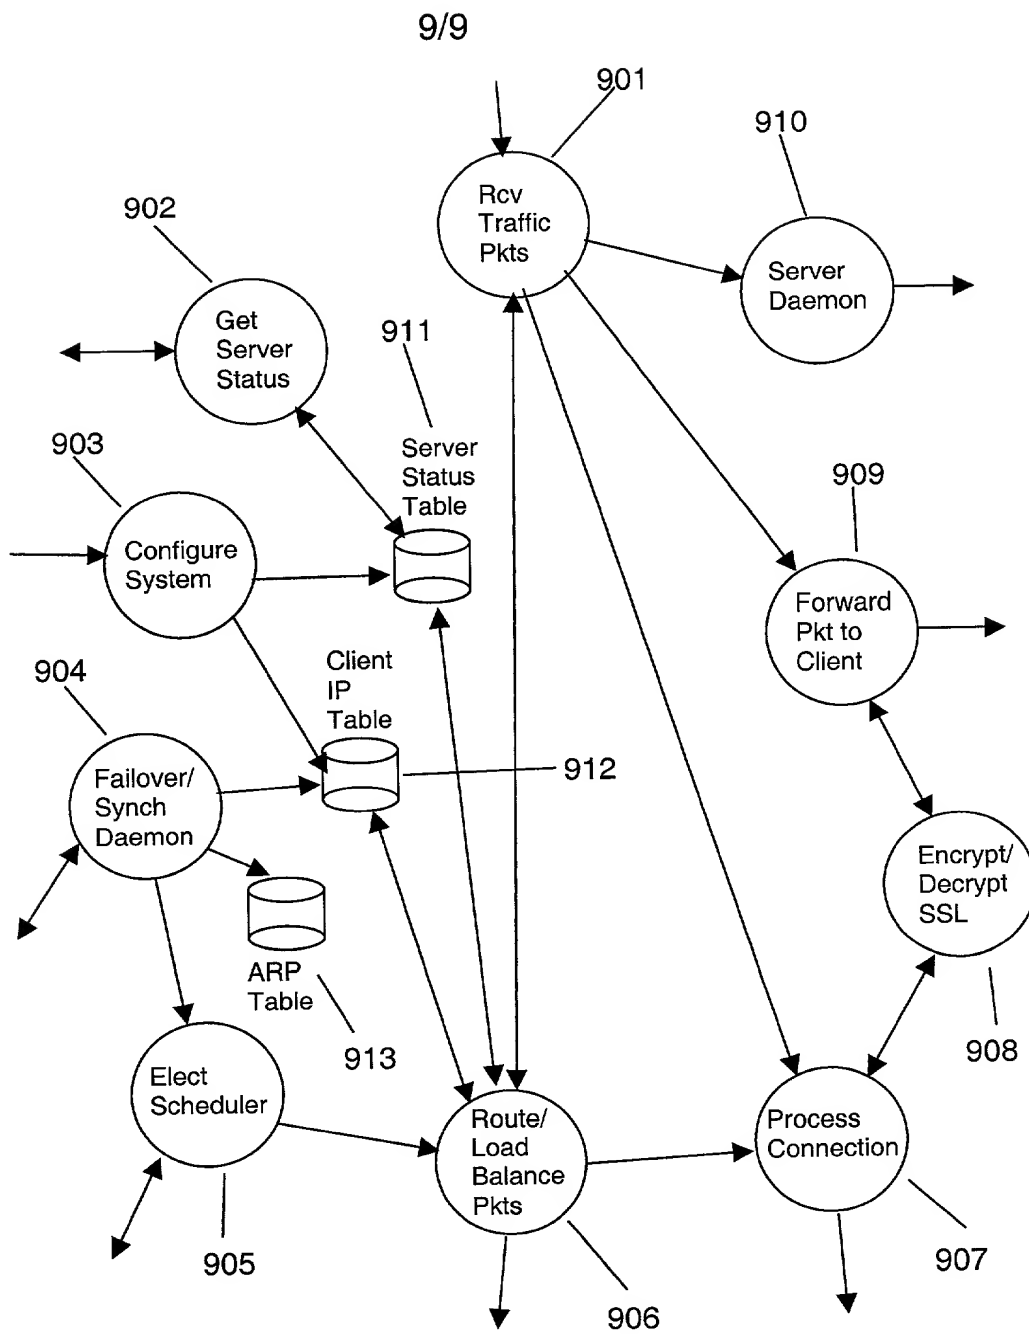 9/9
901
Rcv
Traffic
Pkts
910
Server
Daemon
902
Get
Server
Status
911
Server
Status
Table
903
Configure
System
909
Forward
Pkt to
Client
Client
IP
Table
904
Failover/
Synch
Daemon
912
Encrypt/
Decrypt
SSL
ARP
Table
913
908
Elect
Scheduler
Route/
Load
Balance
Pkts
Process
Connection
905
906
907